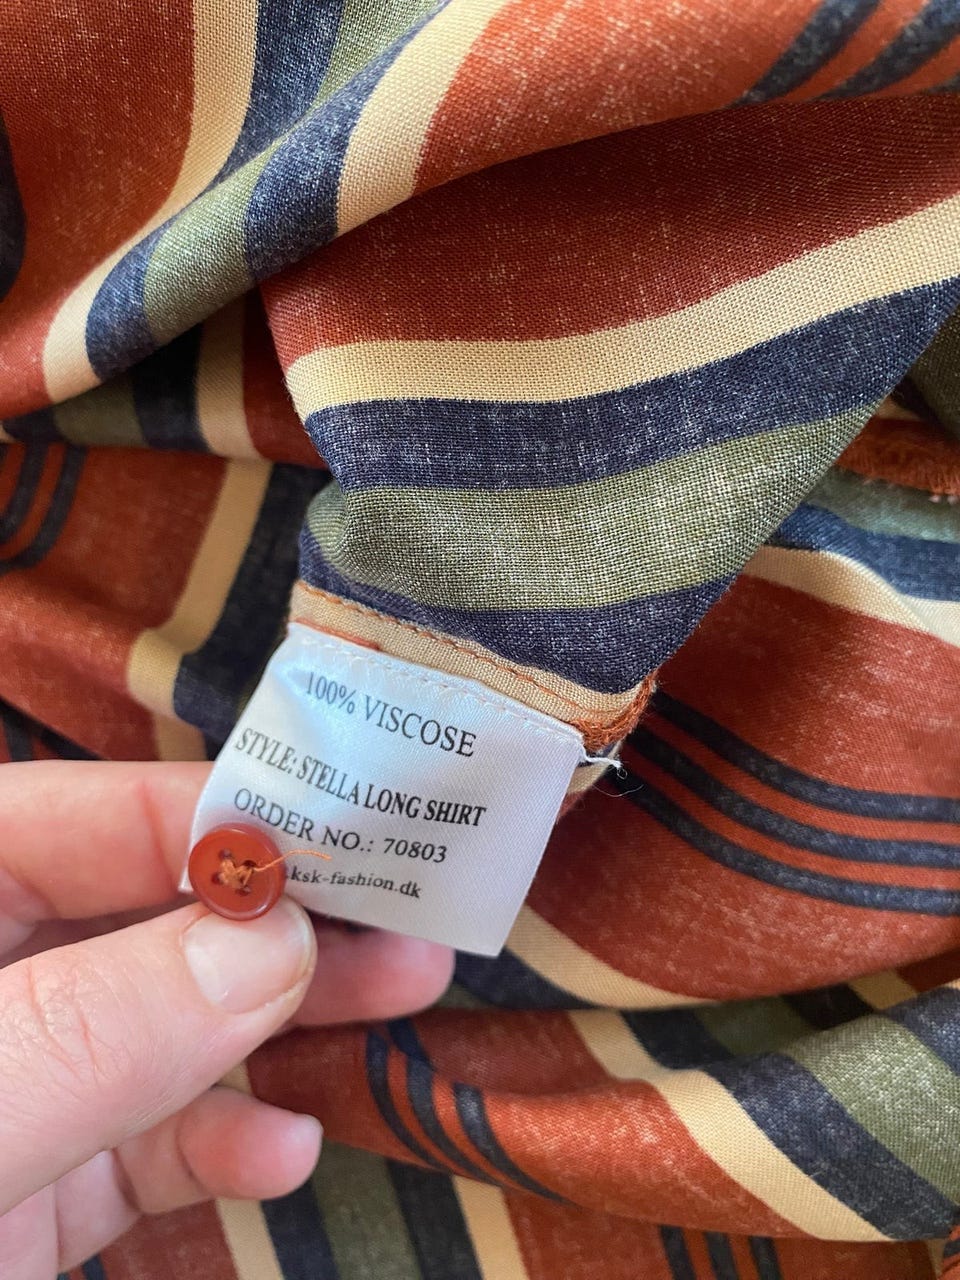 100% VISCOSE
STYLE: STELLA LONG SHIRT
ORDER NO.: 70803
.ksk-fashion.dk